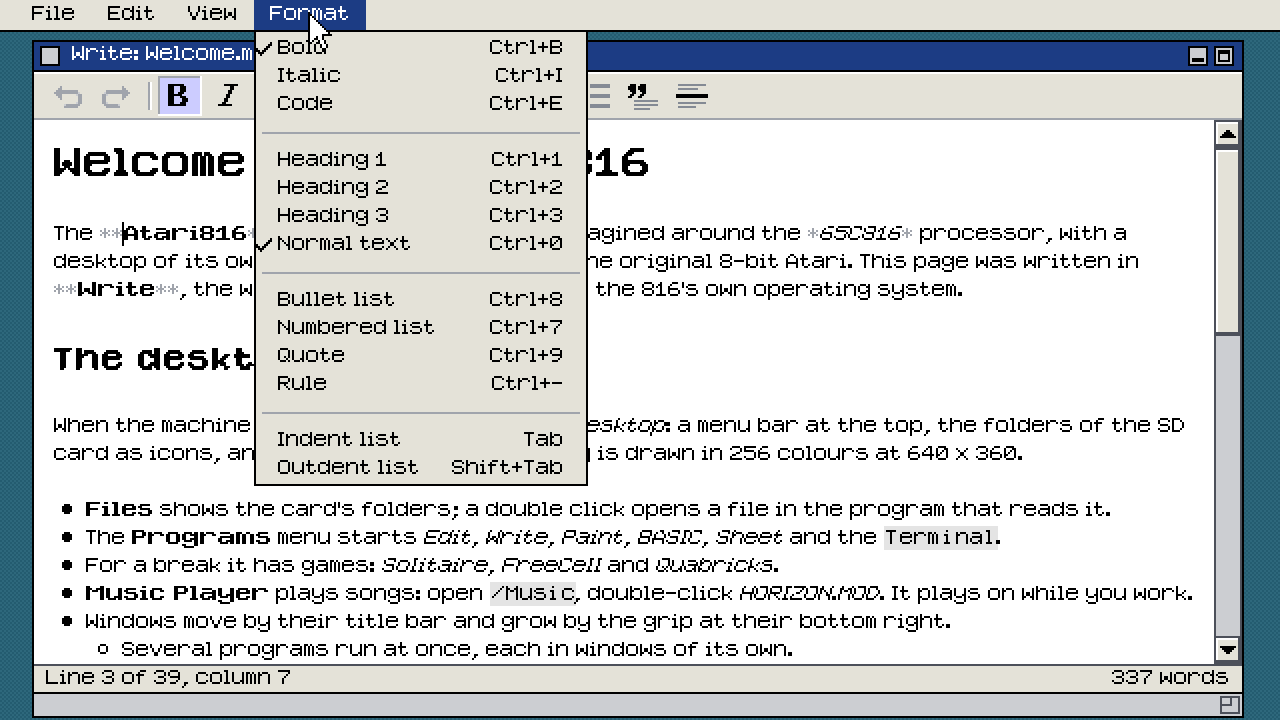 File Edit View Format
Write: Welcome.m
B I
Bold Ctrl+B
Italic Ctrl+I
Code Ctrl+E
Heading 1 Ctrl+1
Heading 2 Ctrl+2
Heading 3 Ctrl+3
Normal text Ctrl+0
Bullet list Ctrl+8
Numbered list Ctrl+7
Quote Ctrl+9
Rule Ctrl+-
Indent list Tab
Outdent list Shift+Tab
Welcome 816
The **Atari816* agined around the *65C816* processor, with a
desktop of its ow he original 8-bit Atari. This page was written in
**Write**, the w the 816's own operating system.
The deskt
When the machine esktop: a menu bar at the top, the folders of the SD
card as icons, an is drawn in 256 colours at 640 x 360.
• Files shows the card's folders; a double click opens a file in the program that reads it.
• The Programs menu starts Edit, Write, Paint, BASIC, Sheet and the Terminal.
• For a break it has games: Solitaire, FreeCell and Quabricks.
• Music Player plays songs: open /Music, double-click HORIZON.MOD. It plays on while you work.
• Windows move by their title bar and grow by the grip at their bottom right.
o Several programs run at once, each in windows of its own.
Line 3 of 39, column 7 337 words